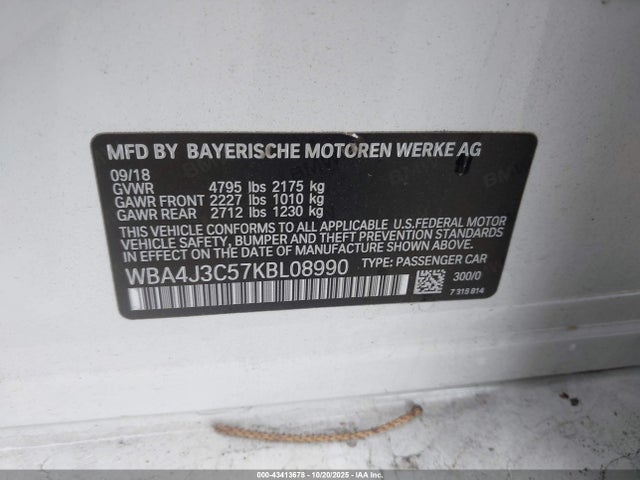 MFD BY BAYERISCHE MOTOREN WERKE AG
09/18
GVWR 4795 lbs 2175 kg
GAWR FRONT 2227 lbs 1010 kg
GAWR REAR 2712 lbs 1230 kg
THIS VEHICLE CONFORMS TO ALL APPLICABLE U.S.FEDERAL MOTOR
VEHICLE SAFETY, BUMPER AND THEFT PREVENTION STANDARDS
IN EFFECT ON THE DATE OF MANUFACTURE SHOWN ABOVE.
WBA4J3C57KBL08990 TYPE: PASSENGER CAR
300/0
7 315 814
000-43413678 - 10/20/2025 - Copyright © IAA, LLC